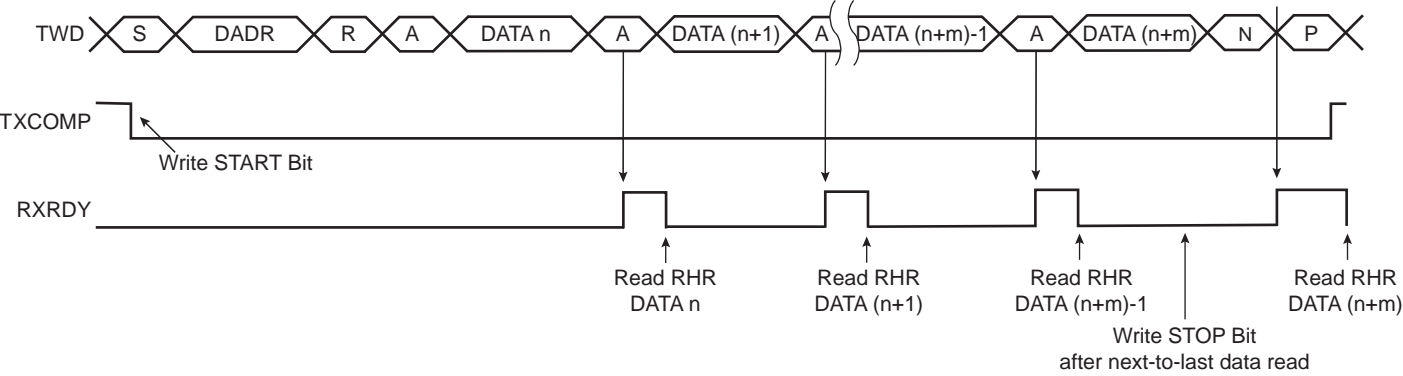 TWD S DADR R A DATA n A DATA (n+1) A DATA (n+m)-1 A DATA (n+m) N P
TXCOMP
Write START Bit
RXRDY
Read RHR
DATA n
Read RHR
DATA (n+1)
Read RHR
DATA (n+m)-1
Read RHR
DATA (n+m)
Write STOP Bit
after next-to-last data read